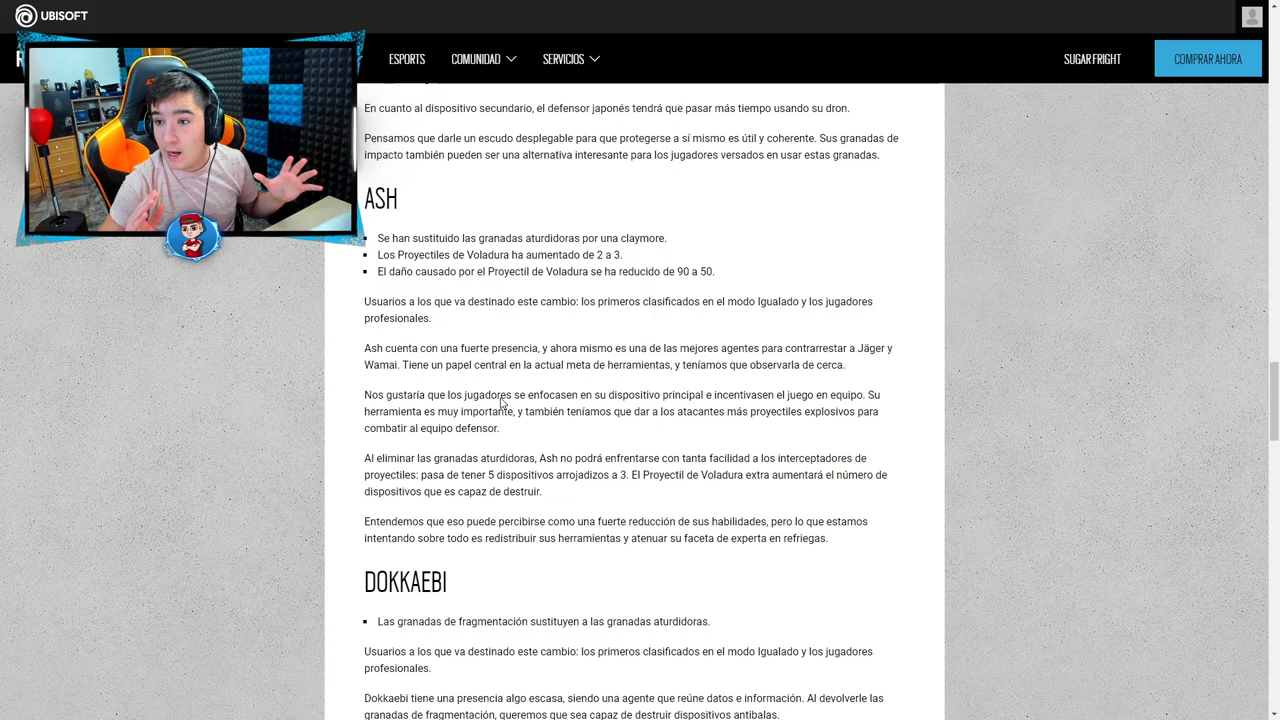 UBISOFT
R
ESPORTS
COMUNIDAD
SERVICIOS
SUGAR FRIGHT
COMPRAR AHORA
En cuanto al dispositivo secundario, el defensor japonés tendrá que pasar más tiempo usando su dron.
Pensamos que darle un escudo desplegable para que protegerse a sí mismo es útil y coherente. Sus granadas de
impacto también pueden ser una alternativa interesante para los jugadores versados en usar estas granadas.
ASH
Se han sustituido las granadas aturdidoras por una claymore.
Los Proyectiles de Voladura ha aumentado de 2 a 3.
El daño causado por el Proyectil de Voladura se ha reducido de 90 a 50.
Usuarios a los que va destinado este cambio: los primeros clasificados en el modo Igualado y los jugadores
profesionales.
Ash cuenta con una fuerte presencia, y ahora mismo es una de las mejores agentes para contrarrestar a Jäger y
Wamai. Tiene un papel central en la actual meta de herramientas, y teníamos que observarla de cerca.
Nos gustaría que los jugadores se enfocasen en su dispositivo principal e incentivasen el juego en equipo. Su
herramienta es muy importante, y también teníamos que dar a los atacantes más proyectiles explosivos para
combatir al equipo defensor.
Al eliminar las granadas aturdidoras, Ash no podrá enfrentarse con tanta facilidad a los interceptadores de
proyectiles: pasa de tener 5 dispositivos arrojadizos a 3. El Proyectil de Voladura extra aumentará el número de
dispositivos que es capaz de destruir.
Entendemos que eso puede percibirse como una fuerte reducción de sus habilidades, pero lo que estamos
intentando sobre todo es redistribuir sus herramientas y atenuar su faceta de experta en refriegas.
DOKKAEBI
Las granadas de fragmentación sustituyen a las granadas aturdidoras.
Usuarios a los que va destinado este cambio: los primeros clasificados en el modo Igualado y los jugadores
profesionales.
Dokkaebi tiene una presencia algo escasa, siendo una agente que reúne datos e información. Al devolverle las
granadas de fragmentación, queremos que sea capaz de destruir dispositivos antibalas.